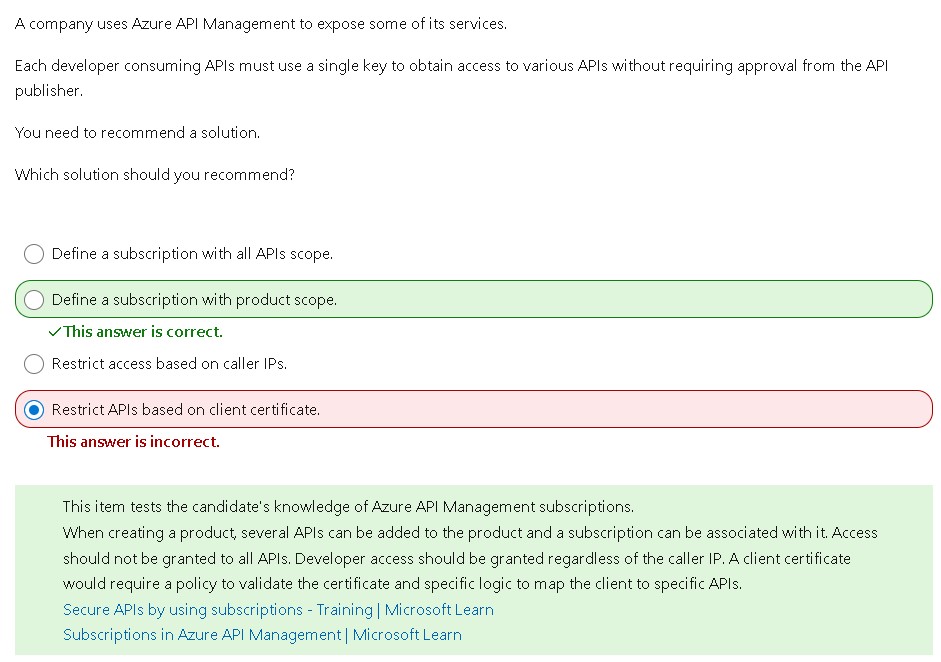 A company uses Azure API Management to expose some of its services.
Each developer consuming APIs must use a single key to obtain access to various APIs without requiring approval from the API
publisher.
You need to recommend a solution.
Which solution should you recommend?
Define a subscription with all APIs scope.
Define a subscription with product scope.
✓This answer is correct.
Restrict access based on caller IPs.
Restrict APIs based on client certificate.
This answer is incorrect.
This item tests the candidate's knowledge of Azure API Management subscriptions.
When creating a product, several APIs can be added to the product and a subscription can be associated with it. Access
should not be granted to all APIs. Developer access should be granted regardless of the caller IP. A client certificate
would require a policy to validate the certificate and specific logic to map the client to specific APIs.
Secure APIs by using subscriptions - Training | Microsoft Learn
Subscriptions in Azure API Management | Microsoft Learn